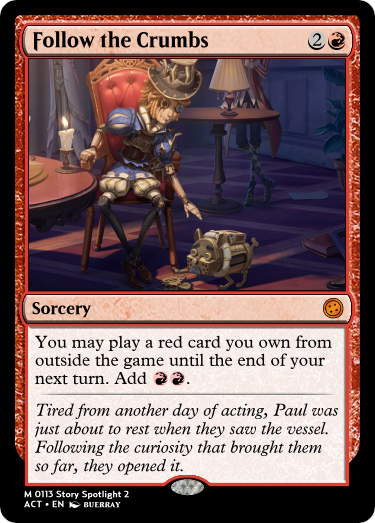 Follow the Crumbs 2
Sorcery
You may play a red card you own from
outside the game until the end of your
next turn. Add .
Tired from another day of acting, Paul was
just about to rest when they saw the vessel.
Following the curiosity that brought them
so far, they opened it.
M 0113 Story Spotlight 2
ACT • EN BUERRAY